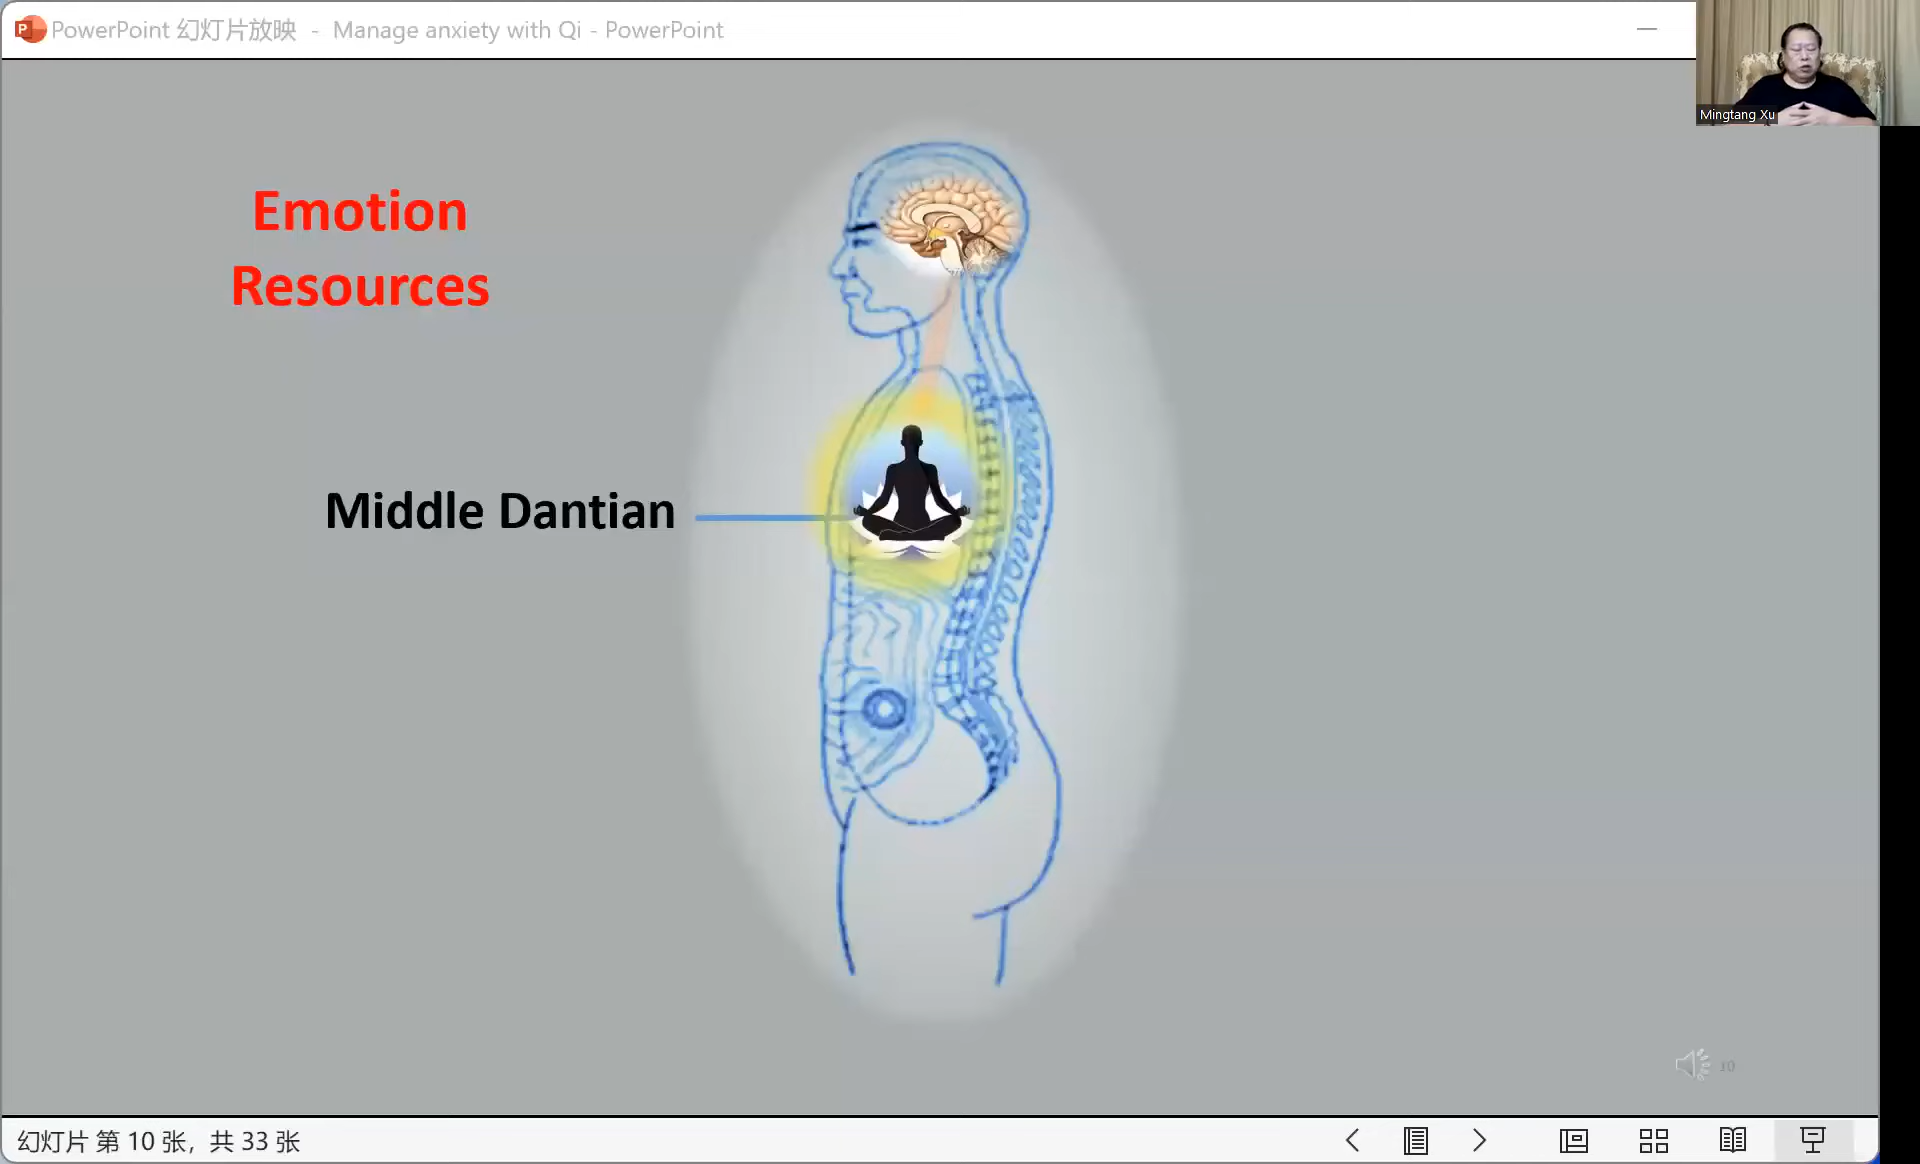 PowerPoint 幻灯片放映 - Manage anxiety with Qi - PowerPoint
Mingtang Xu
Emotion
Resources
Middle Dantian
10
幻灯片 第 10 张，共 33 张